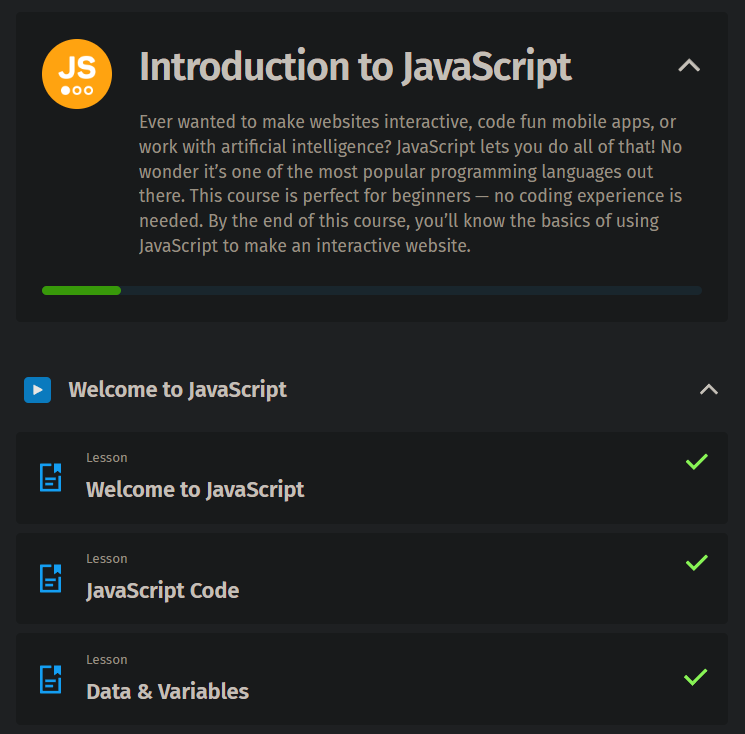 JS
Introduction to JavaScript
Ever wanted to make websites interactive, code fun mobile apps, or
work with artificial intelligence? JavaScript lets you do all of that! No
wonder it’s one of the most popular programming languages out
there. This course is perfect for beginners — no coding experience is
needed. By the end of this course, you’ll know the basics of using
JavaScript to make an interactive website.
Welcome to JavaScript
Lesson
Welcome to JavaScript
Lesson
JavaScript Code
Lesson
Data & Variables